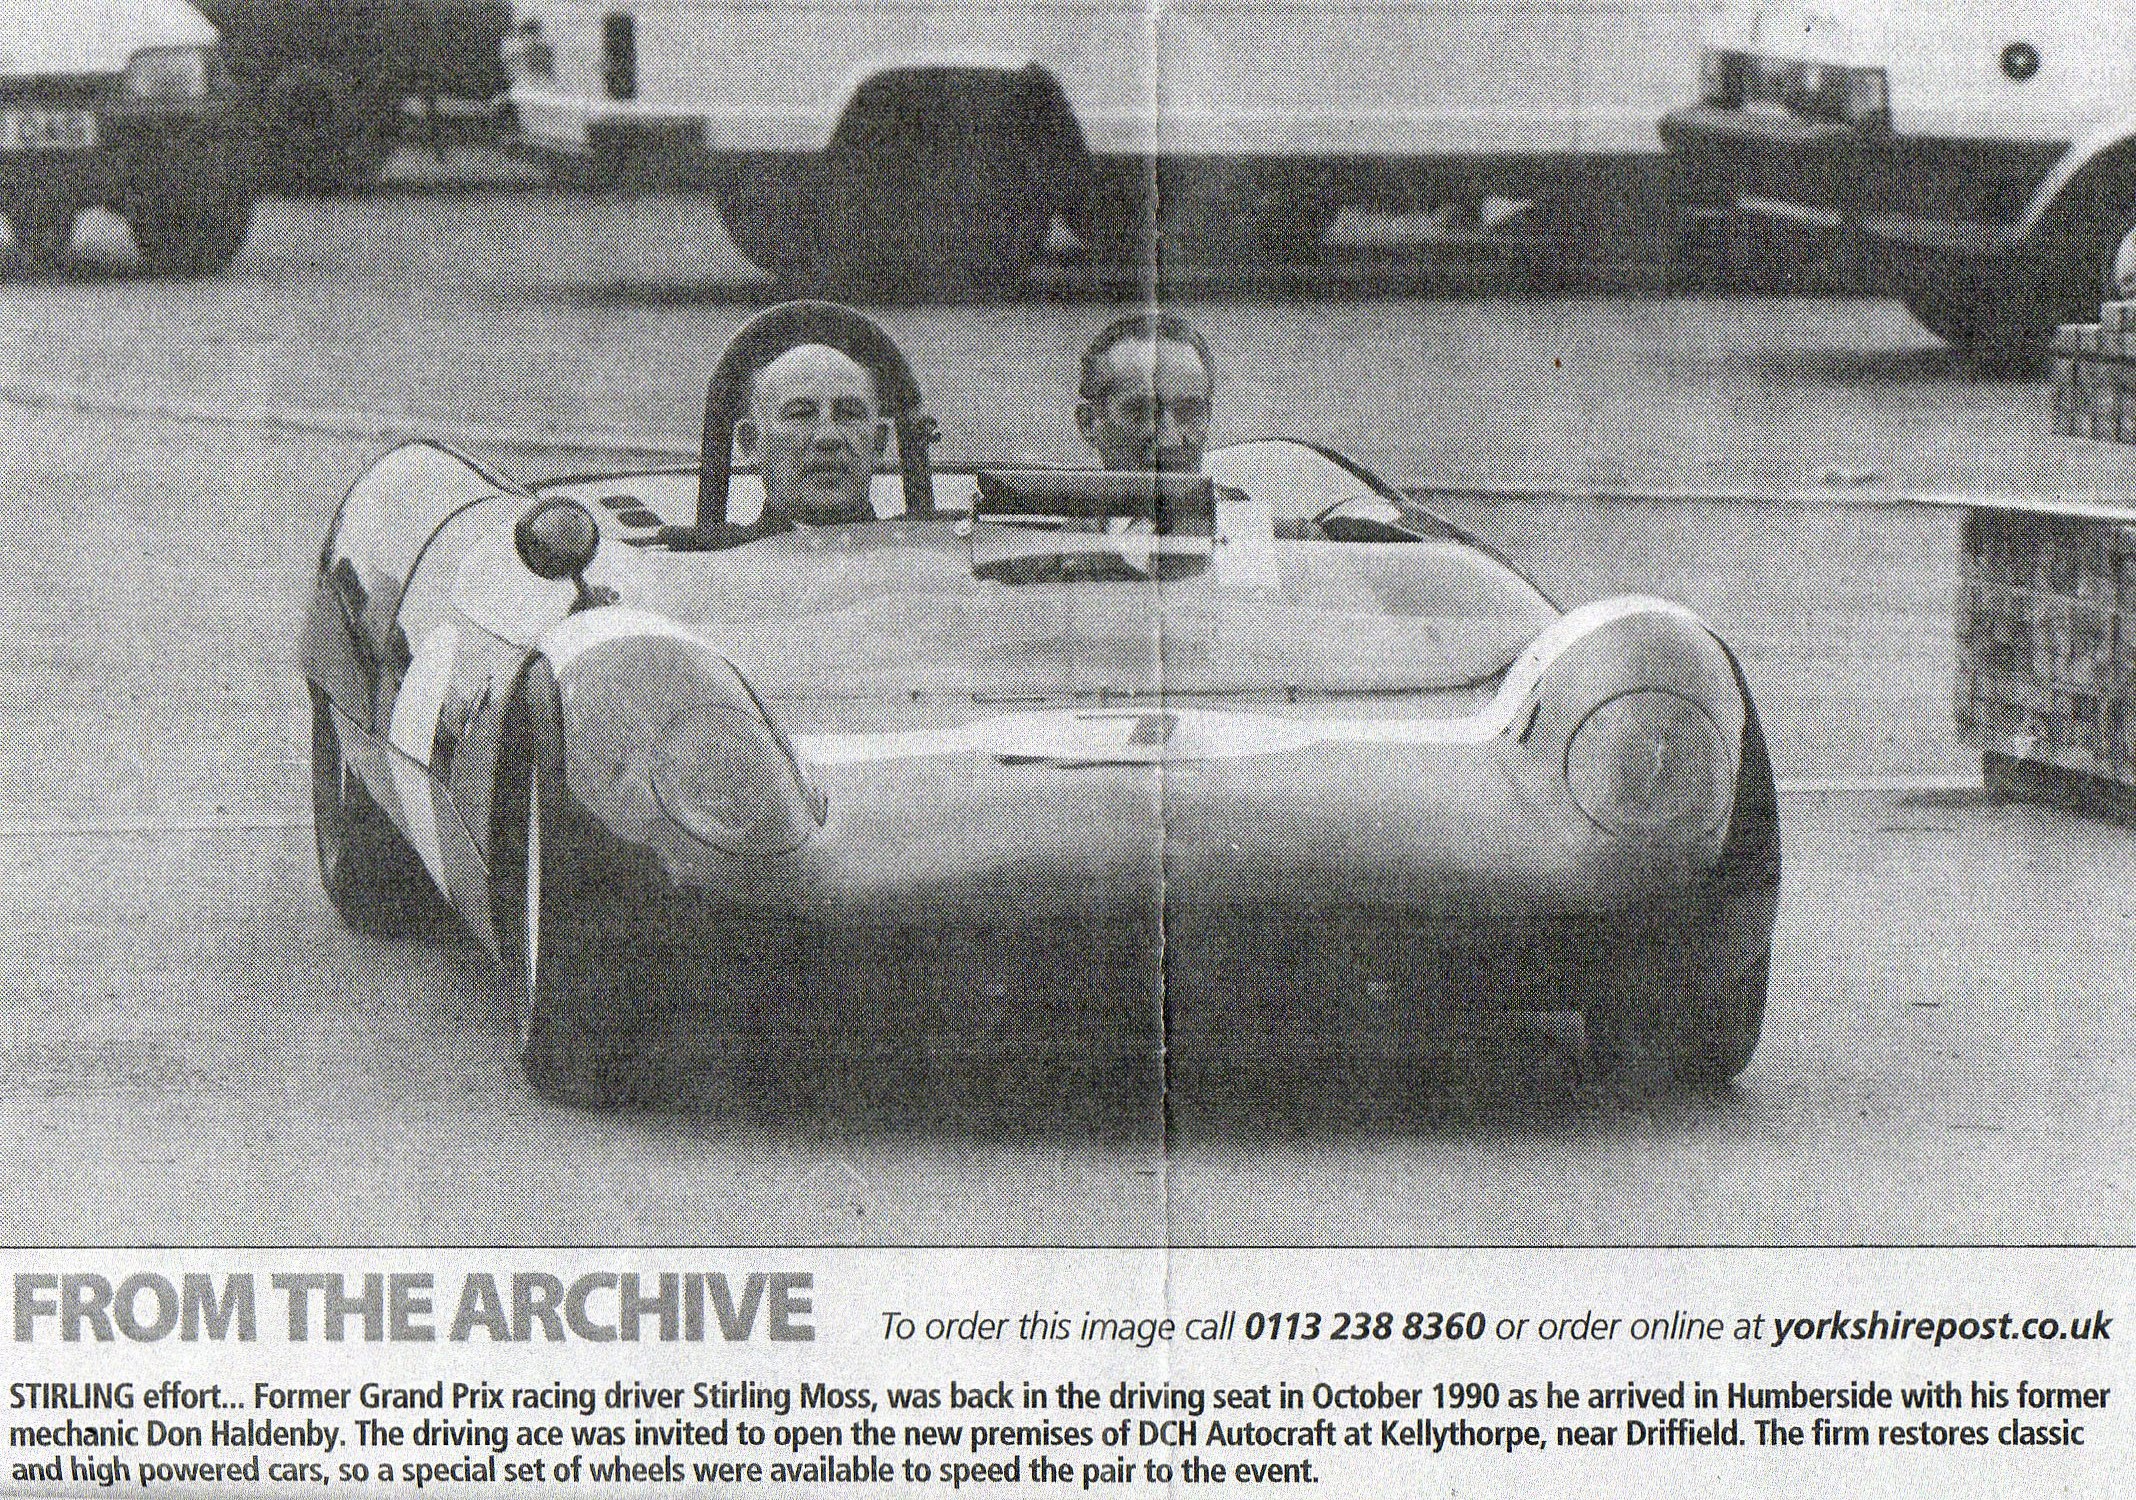 FROM THE ARCHIVE To order this image call 0113 238 8360 or order online at yorkshirepost.co.uk
STIRLING effort... Former Grand Prix racing driver Stirling Moss, was back in the driving seat in October 1990 as he arrived in Humberside with his former
mechanic Don Haldenby. The driving ace was invited to open the new premises of DCH Autocraft at Kellythorpe, near Driffield. The firm restores classic
and high powered cars, so a special set of wheels were available to speed the pair to the event.